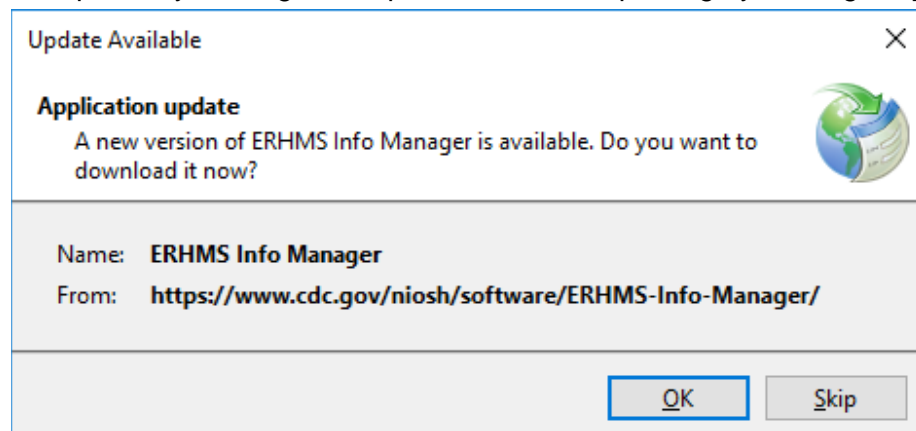 Update Available
Application update
A new version of ERHMS Info Manager is available. Do you want to
download it now?
Name: ERHMS Info Manager
From: https://www.cdc.gov/niosh/software/ERHMS-Info-Manager/
OK Skip